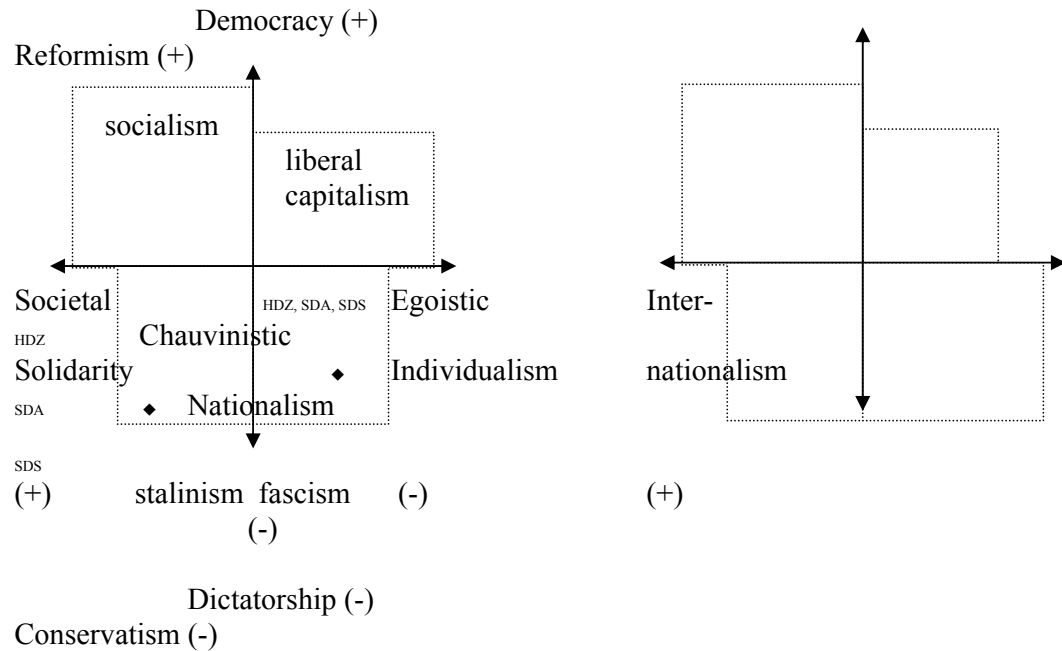 Democracy (+)
Reformism (+)
socialism
liberal
capitalism
Societal HDZ, SDA, SDS Egoistic Inter-
HDZ Chauvinistic
Solidarity Individualism nationalism
SDA Nationalism
SDS
(+) stalinism fascism (-) (+)
(-)
Dictatorship (-)
Conservatism (-)